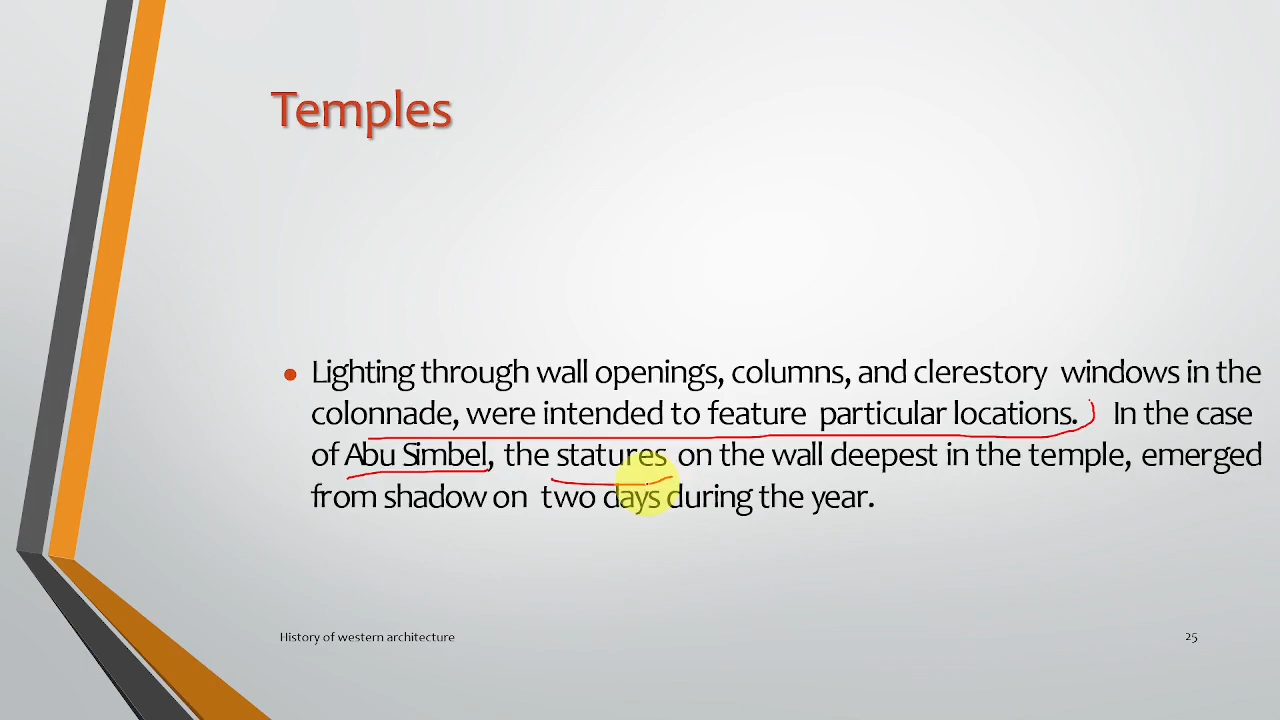 Temples
• Lighting through wall openings, columns, and clerestory windows in the
colonnade, were intended to feature particular locations. In the case
of Abu Simbel, the statures on the wall deepest in the temple, emerged
from shadow on two days during the year.
History of western architecture
25